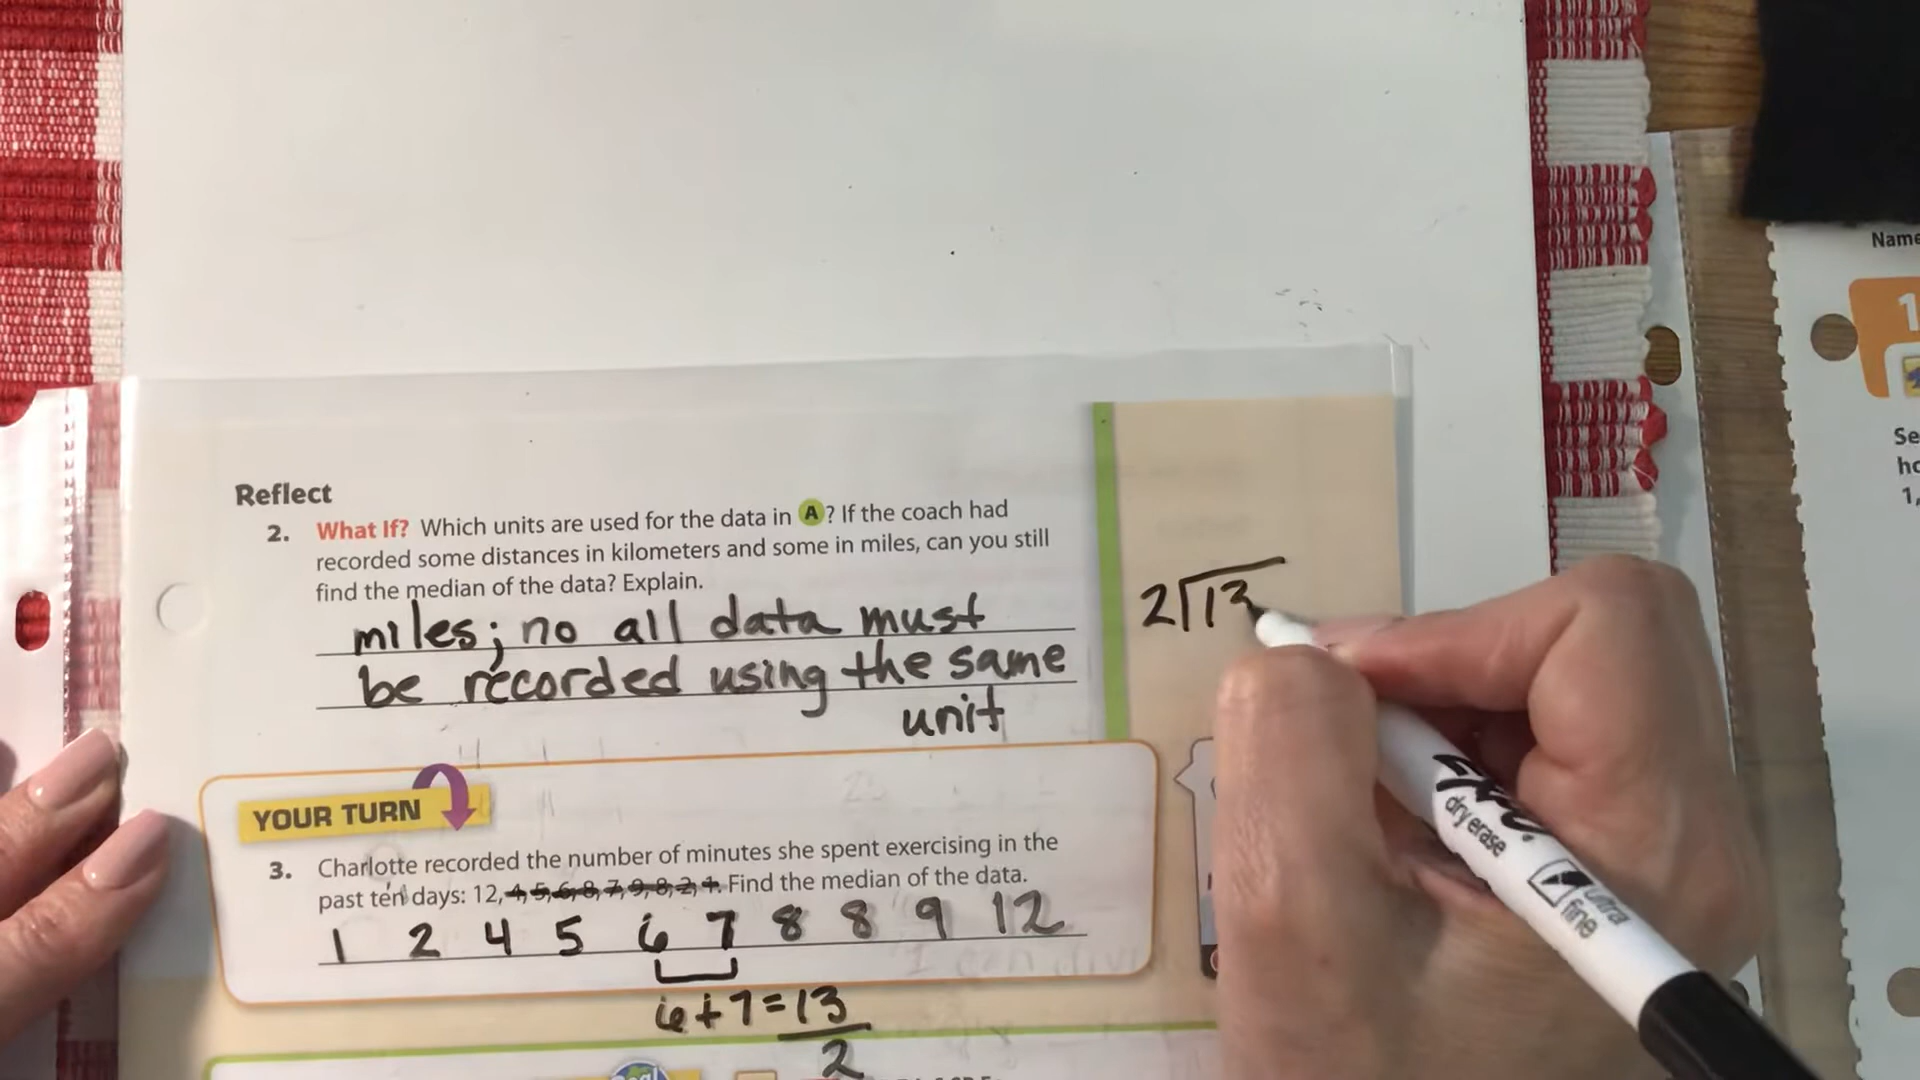 Name
1
Se
ho
1,
Reflect
2. What If? Which units are used for the data in A? If the coach had
recorded some distances in kilometers and some in miles, can you still
find the median of the data? Explain.
miles; no all data must
be recorded using the same
unit
2 13
YOUR TURN
3. Charlotte recorded the number of minutes she spent exercising in the
past ten days: 12, 4, 5, 6, 8, 7, 9, 8, 2, 1. Find the median of the data.
1 2 4 5 6 7 8 8 9 12
6+7=13
2
EXPO
dry erase
ultra
fine